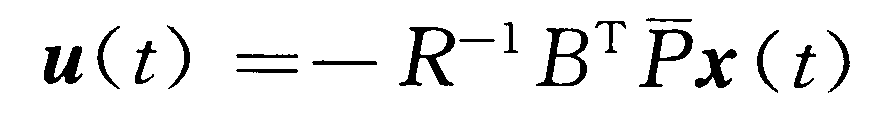 u(t) = − R⁻¹ Bᵀ P̅x(t)